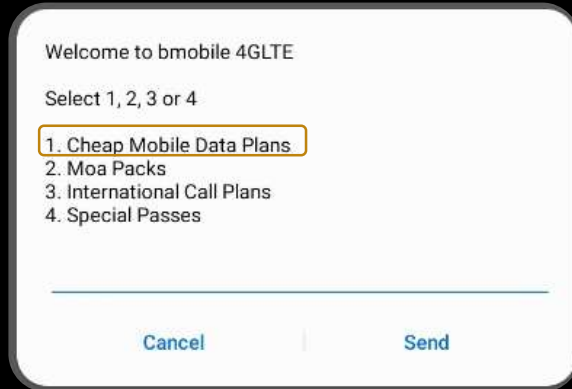 Welcome to bmobile 4GLTE
Select 1, 2, 3 or 4
1. Cheap Mobile Data Plans
2. Moa Packs
3. International Call Plans
4. Special Passes
Cancel Send